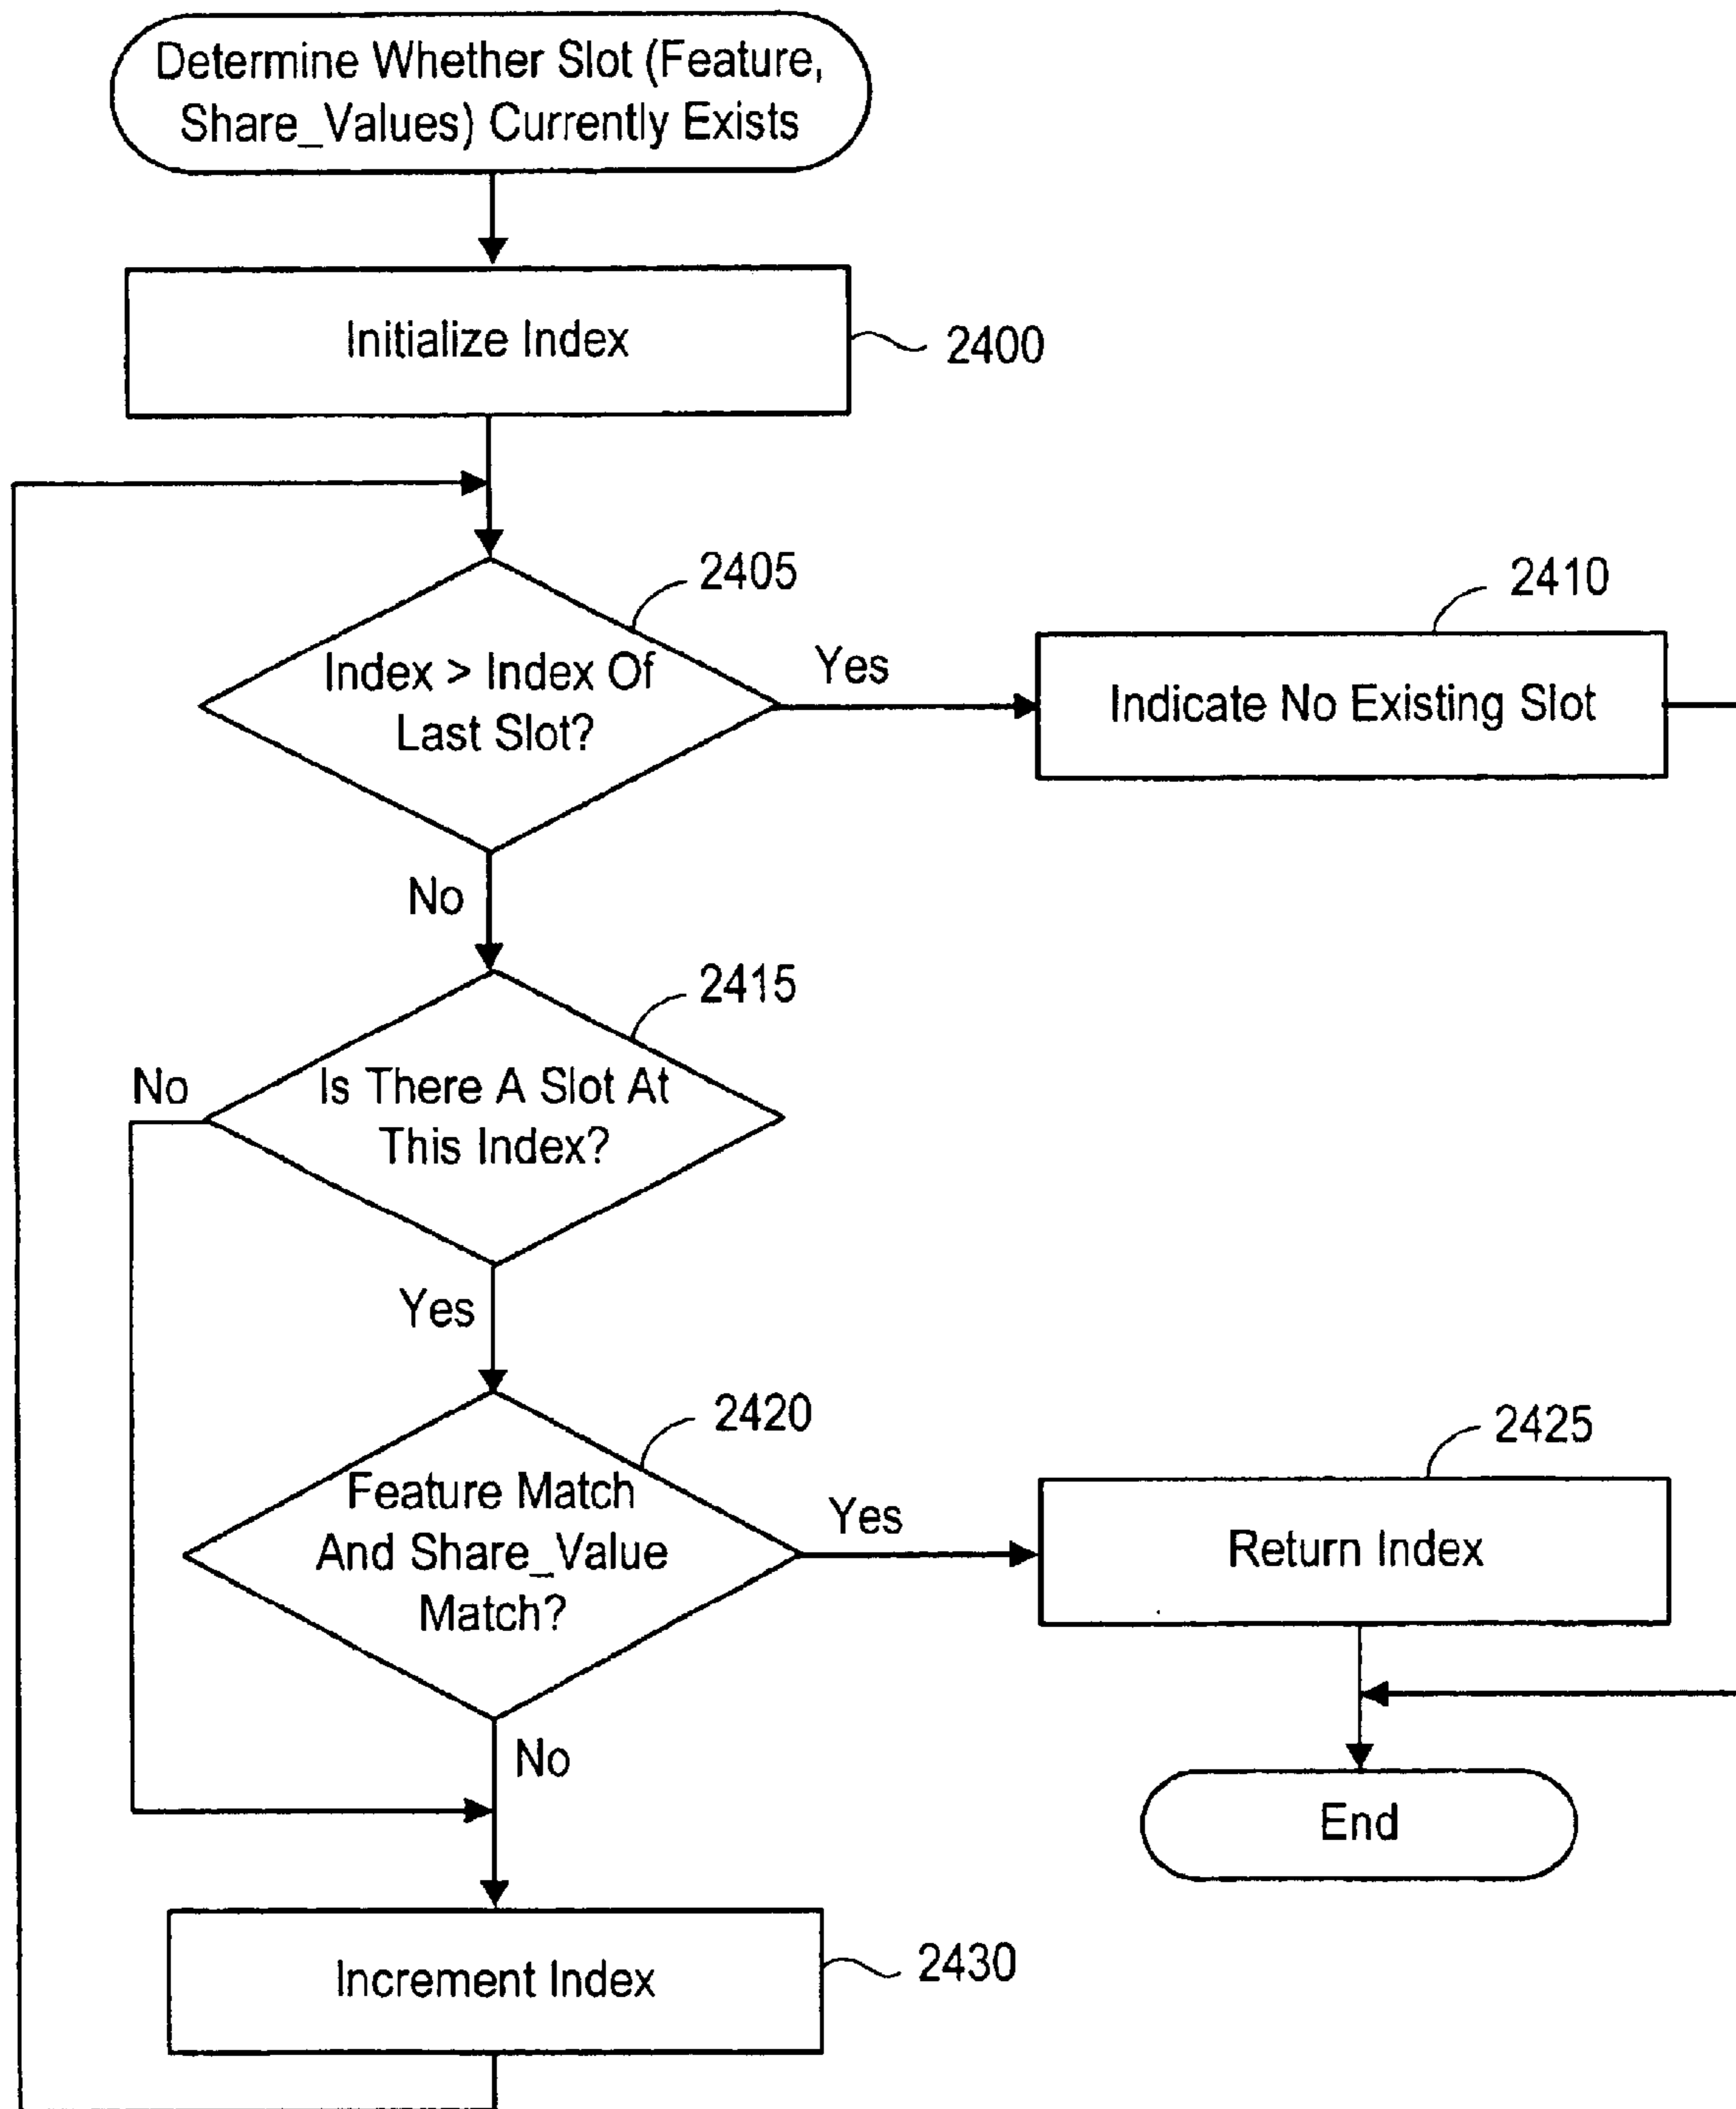 Determine Whether Slot (Feature,
Share_Values) Currently Exists
Initialize Index
2400
2405
Index > Index Of
Last Slot?
Yes
2410
Indicate No Existing Slot
No
2415
No
Is There A Slot At
This Index?
Yes
2420
Feature Match
And Share_Value
Match?
Yes
2425
Return Index
No
End
Increment Index
2430